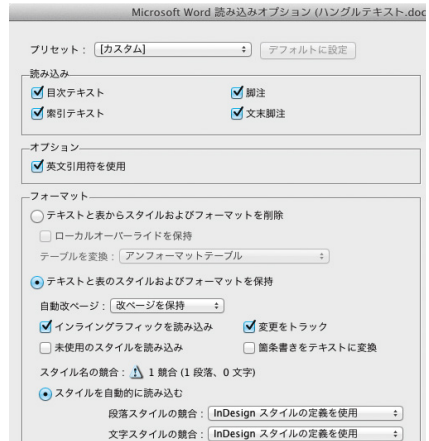 Microsoft Word 読み込みオプション (ハングルテキスト.doc
プリセット： [カスタム] デフォルトに設定
読み込み
目次テキスト 脚注
索引テキスト 文末脚注
オプション
英文引用符を使用
フォーマット
テキストと表からスタイルおよびフォーマットを削除
ローカルオーバーライドを保持
テーブルを変換： アンフォーマットテーブル
テキストと表のスタイルおよびフォーマットを保持
自動改ページ： 改ページを保持
インライングラフィックを読み込み 変更をトラック
未使用のスタイルを読み込み 箇条書きをテキストに変換
スタイル名の競合： 1 競合 (1 段落、0 文字)
スタイルを自動的に読み込む
段落スタイルの競合： InDesign スタイルの定義を使用
文字スタイルの競合： InDesign スタイルの定義を使用